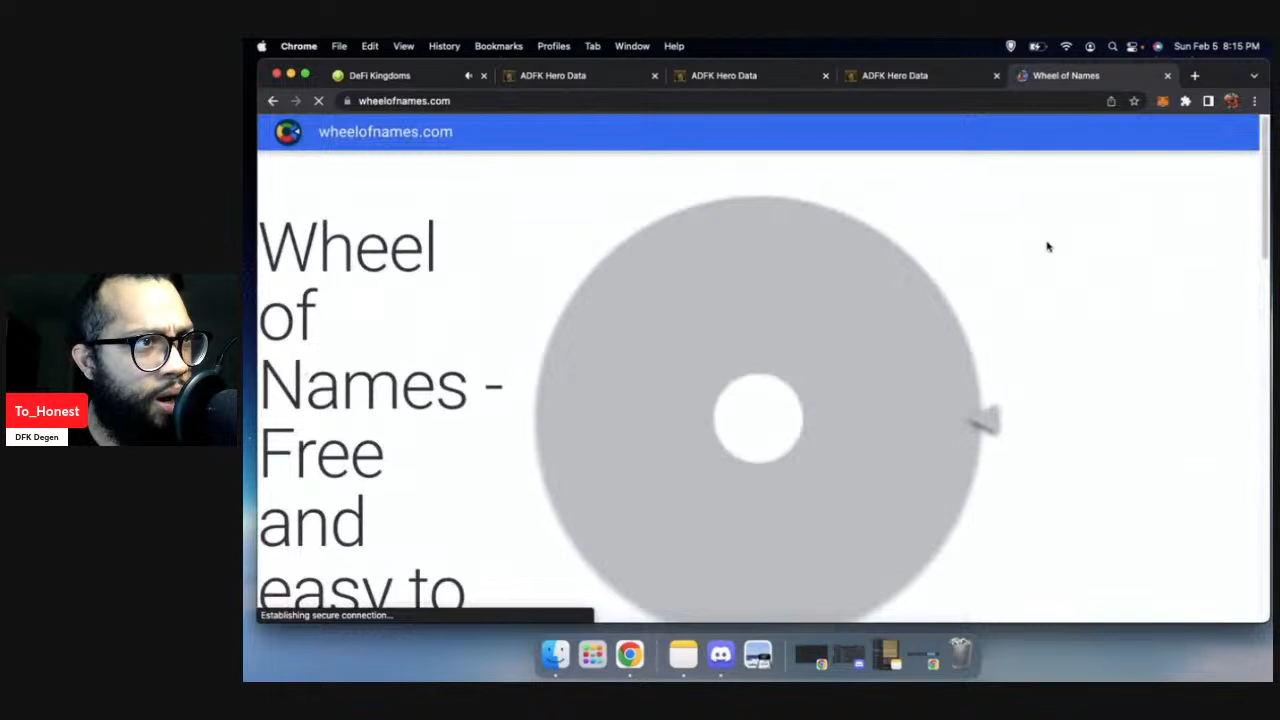 Chrome File Edit View History Bookmarks Profiles Tab Window Help Sun Feb 5 8:15 PM
DeFi Kingdoms ADFK Hero Data ADFK Hero Data ADFK Hero Data Wheel of Names
wheelofnames.com
wheelofnames.com
Wheel
of
Names -
Free
and
easy to
Establishing secure connection...
To_Honest
DFK Degen